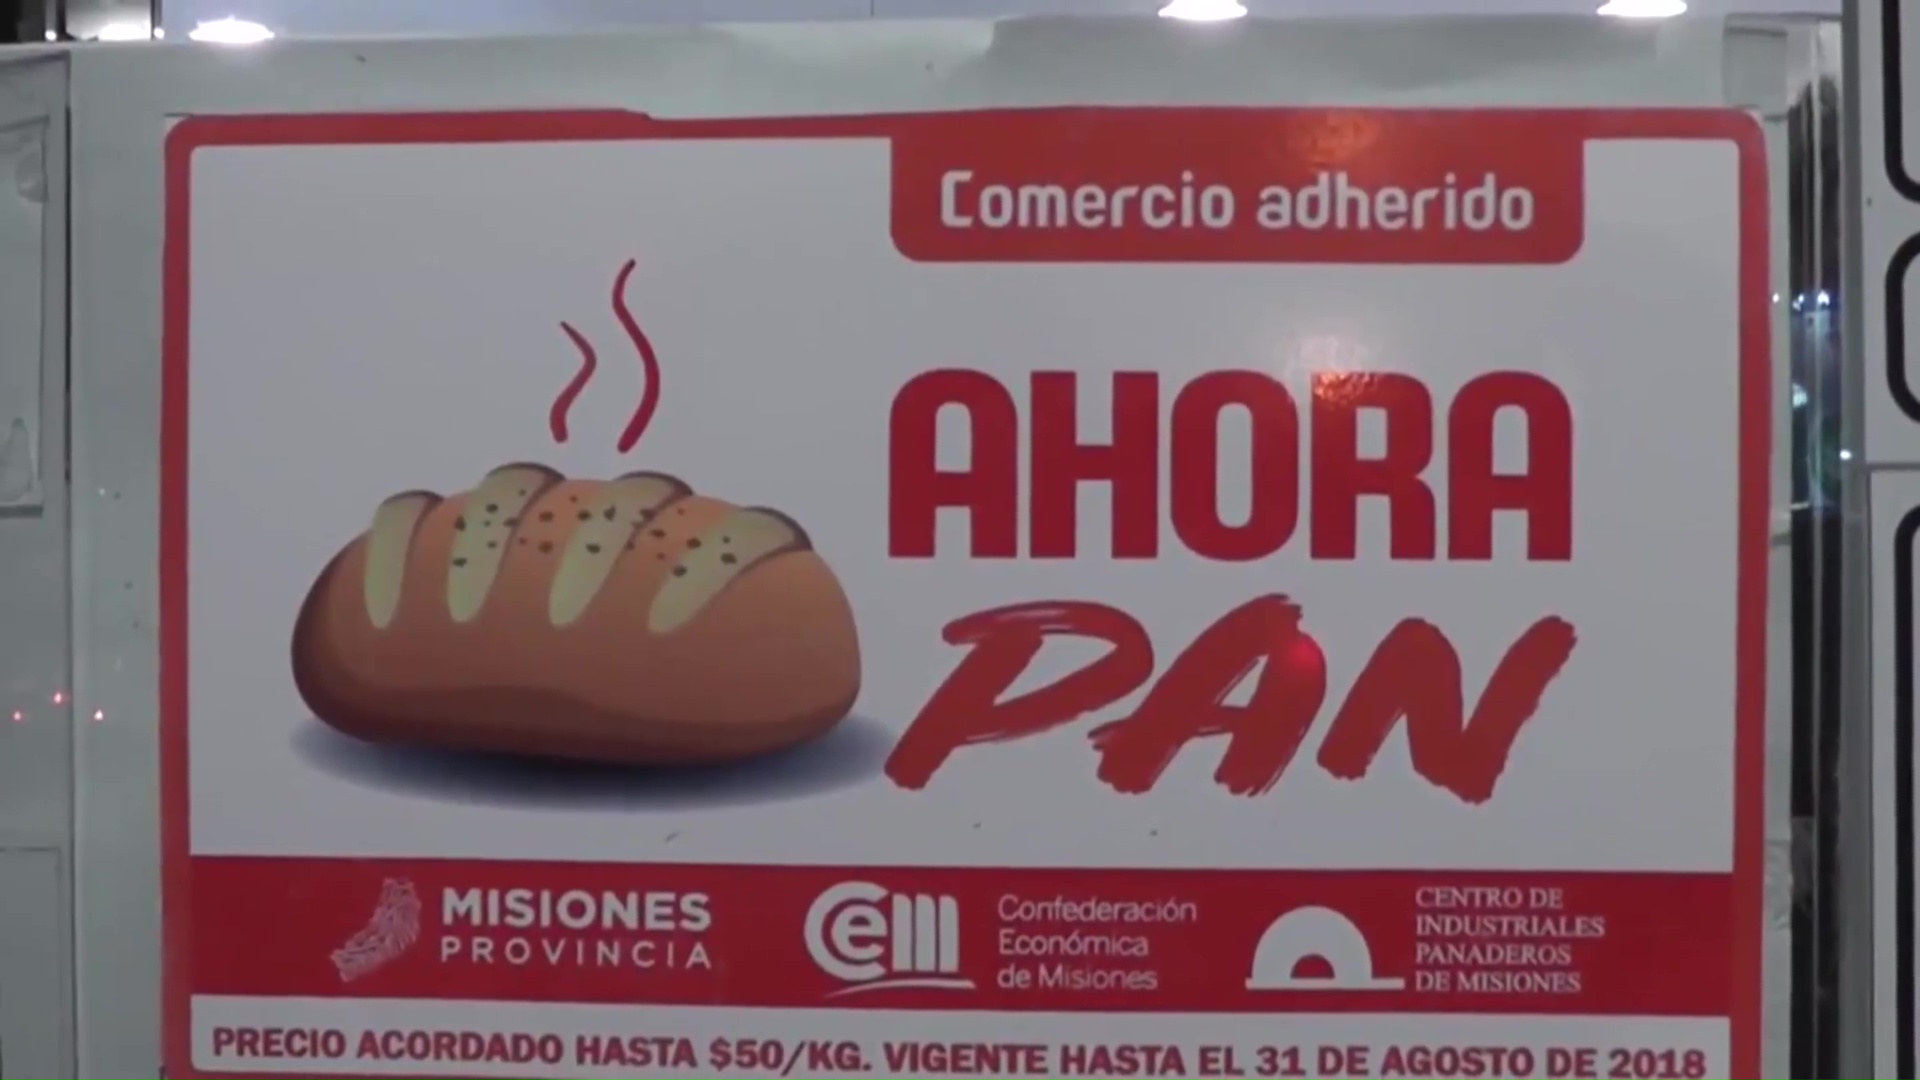 Comercio adherido
AHORA
PAN
MISIONES
PROVINCIA
Cem
Confederación
Económica
de Misiones
CENTRO DE
INDUSTRIALES
PANADEROS
DE MISIONES
PRECIO ACORDADO HASTA $50/KG. VIGENTE HASTA EL 31 DE AGOSTO DE 2018